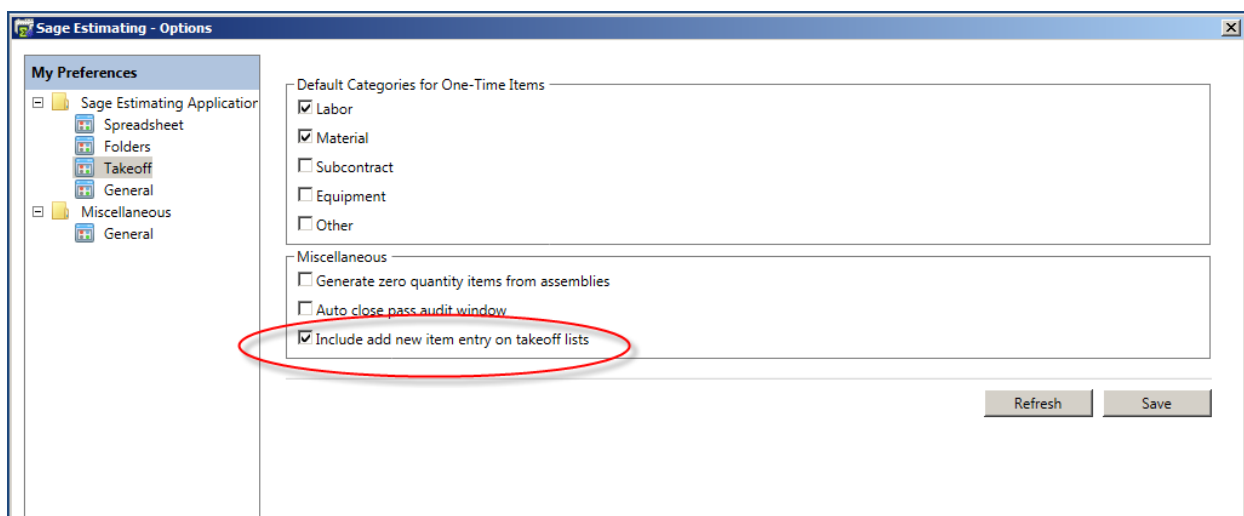 Sage Estimating - Options
My Preferences
Sage Estimating Application
Spreadsheet
Folders
Takeoff
General
Miscellaneous
General
Default Categories for One-Time Items
Labor
Material
Subcontract
Equipment
Other
Miscellaneous
Generate zero quantity items from assemblies
Auto close pass audit window
Include add new item entry on takeoff lists
Refresh
Save